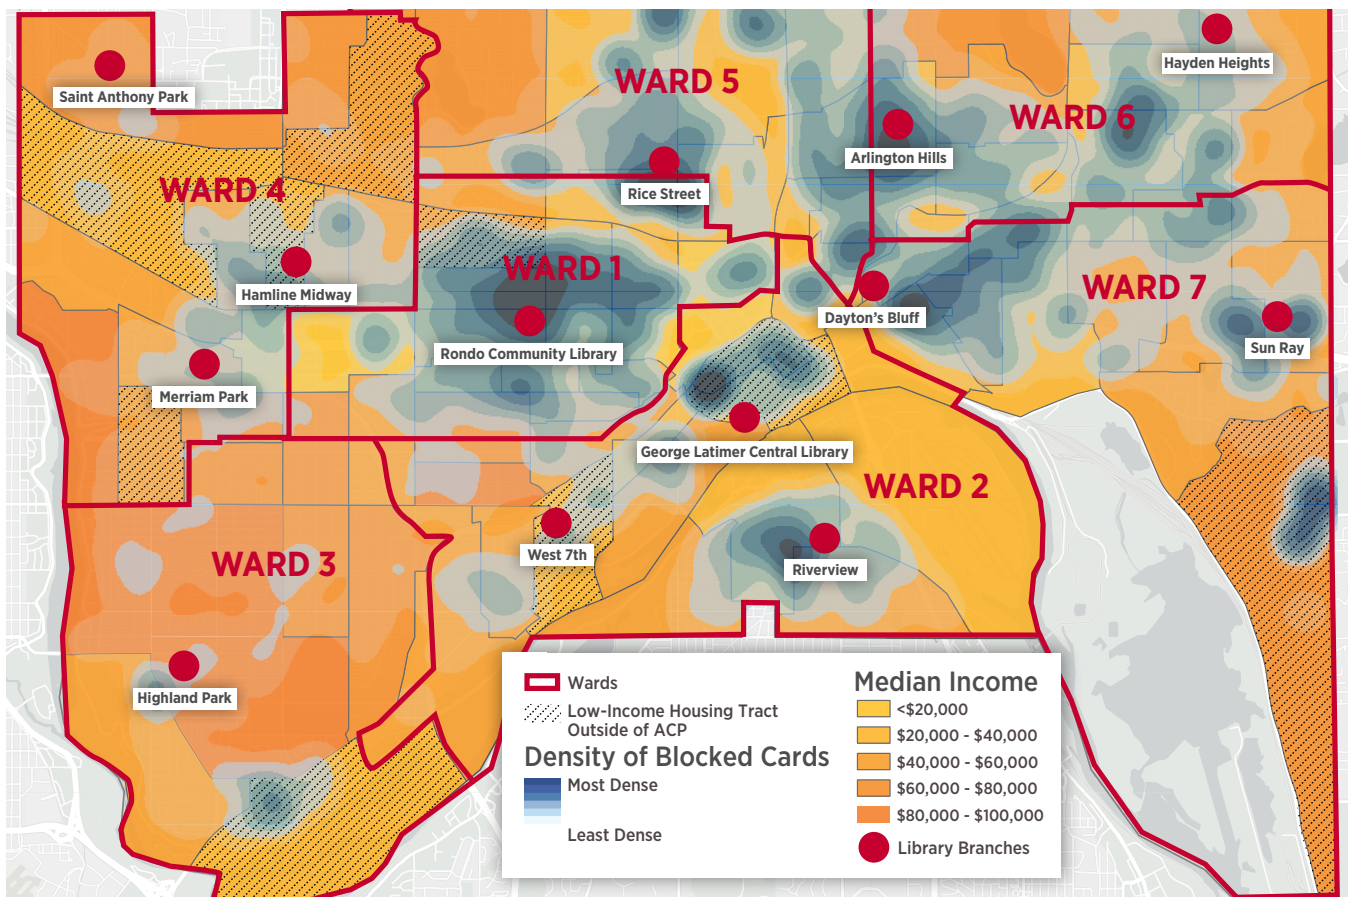 Hayden Heights
WARD 5
Saint Anthony Park
WARD 6
Arlington Hills
WARD 4
Rice Street
WARD 1
Hamline Midway
WARD 7
Dayton's Bluff
Sun Ray
Rondo Community Library
Merriam Park
George Latimer Central Library
WARD 2
West 7th
WARD 3
Riverview
Highland Park
Wards
Low-Income Housing Tract
Outside of ACP
Density of Blocked Cards
Most Dense
Least Dense
Median Income
<$20,000
$20,000 - $40,000
$40,000 - $60,000
$60,000 - $80,000
$80,000 - $100,000
Library Branches